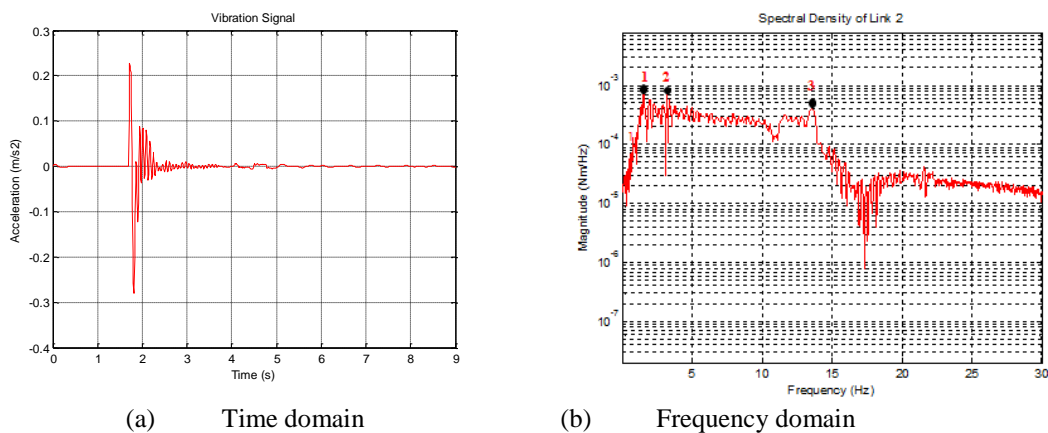 Vibration Signal
0.3
0.2
0.1
0
-0.1
-0.2
-0.3
-0.4
Acceleration (m/s2)
0 1 2 3 4 5 6 7 8 9
Time (s)
(a) Time domain
Spectral Density of Link 2
10-3
10-4
10-5
10-6
10-7
Magnitude (Nm/Hz)
1 2 3
5 10 15 20 25 30
Frequency (Hz)
(b) Frequency domain